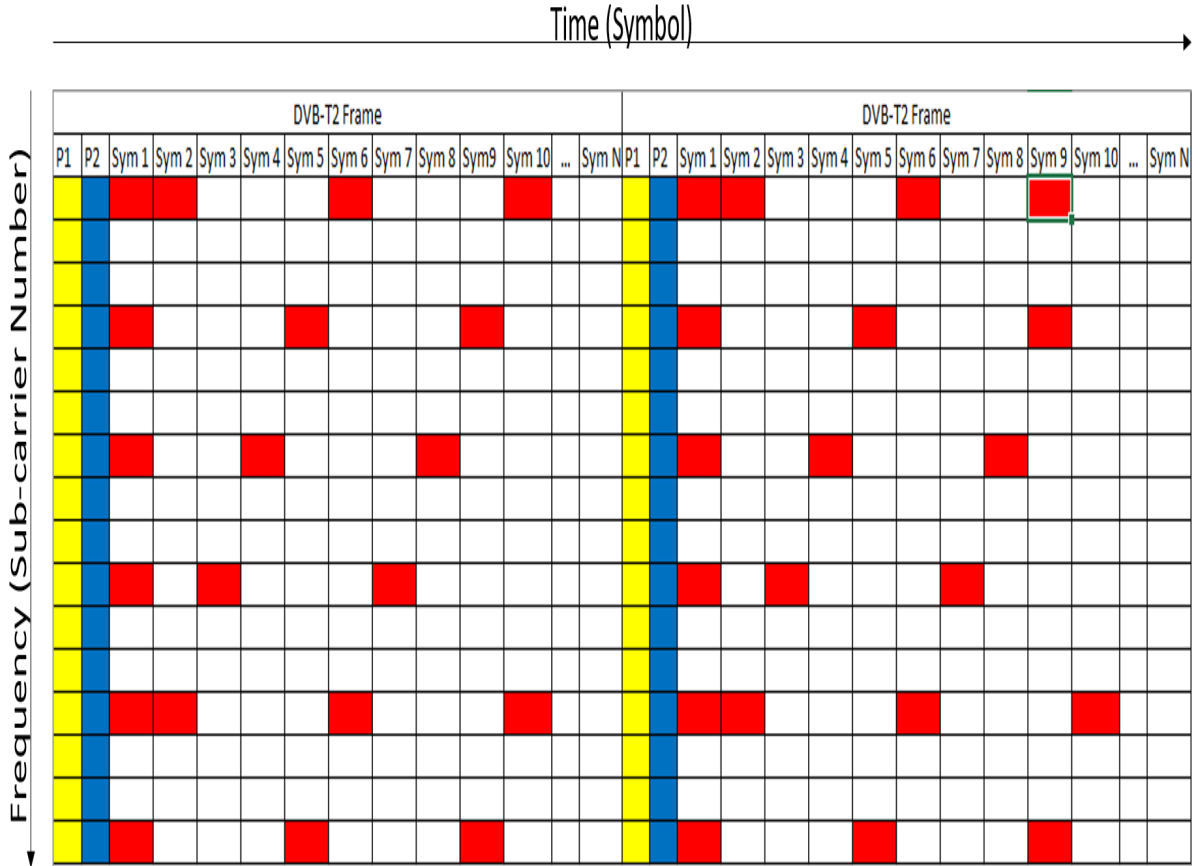 Time (Symbol)
DVB-T2 Frame DVB-T2 Frame
P1 P2 Sym 1 Sym 2 Sym 3 Sym 4 Sym 5 Sym 6 Sym 7 Sym 8 Sym9 Sym 10 ... Sym N P1 P2 Sym 1 Sym 2 Sym 3 Sym 4 Sym 5 Sym 6 Sym 7 Sym 8 Sym 9 Sym 10 ... Sym N
Frequency (Sub-carrier Number)